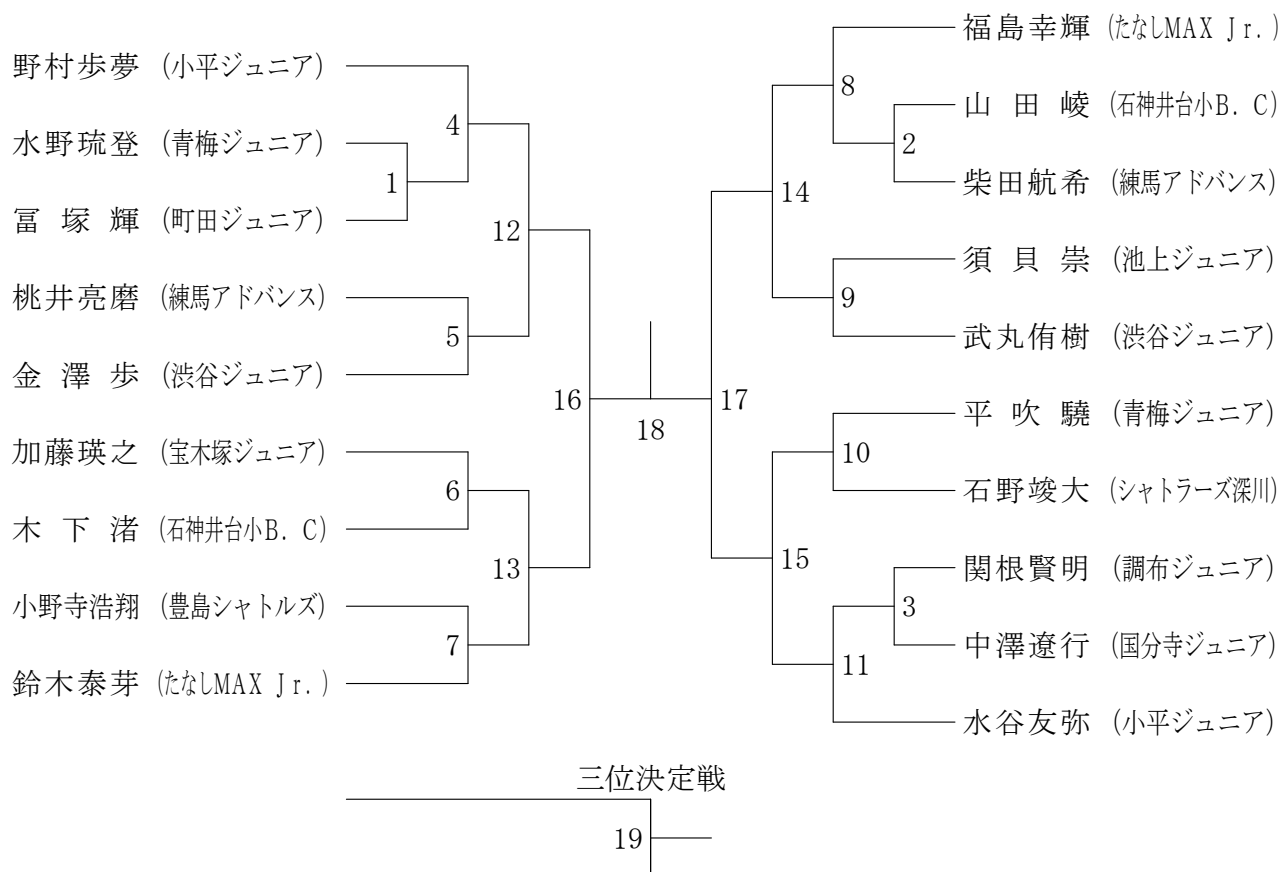 野村歩夢 (小平ジュニア)
水野琉登 (青梅ジュニア)
冨塚輝 (町田ジュニア)
桃井亮磨 (練馬アドバンス)
金澤歩 (渋谷ジュニア)
加藤瑛之 (宝木塚ジュニア)
木下渚 (石神井台小B.C)
小野寺浩翔 (豊島シャトルズ)
鈴木泰芽 (たなしMAX Jr.)
1
4
5
6
7
12
13
16
18
17
14
15
8
2
9
10
3
11
福島幸輝 (たなしMAX Jr.)
山田崚 (石神井台小B.C)
柴田航希 (練馬アドバンス)
須貝崇 (池上ジュニア)
武丸侑樹 (渋谷ジュニア)
平吹驍 (青梅ジュニア)
石野竣大 (シャトラーズ深川)
関根賢明 (調布ジュニア)
中澤遼行 (国分寺ジュニア)
水谷友弥 (小平ジュニア)
三位決定戦
19